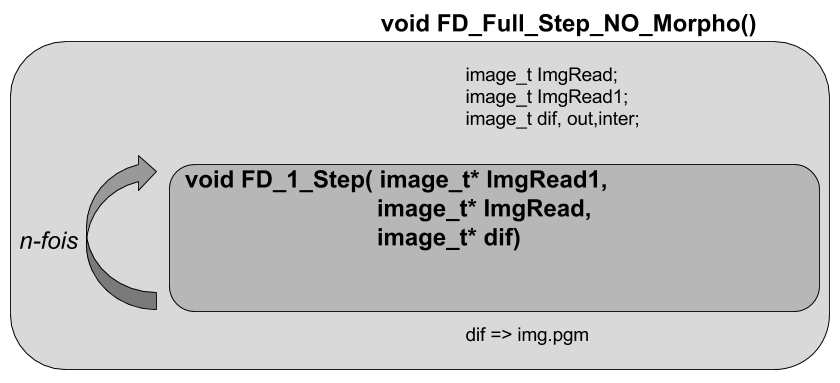 void FD_Full_Step_NO_Morpho()
image_t ImgRead;
image_t ImgRead1;
image_t dif, out,inter;
void FD_1_Step( image_t* ImgRead1,
image_t* ImgRead,
image_t* dif)
n-fois
dif => img.pgm